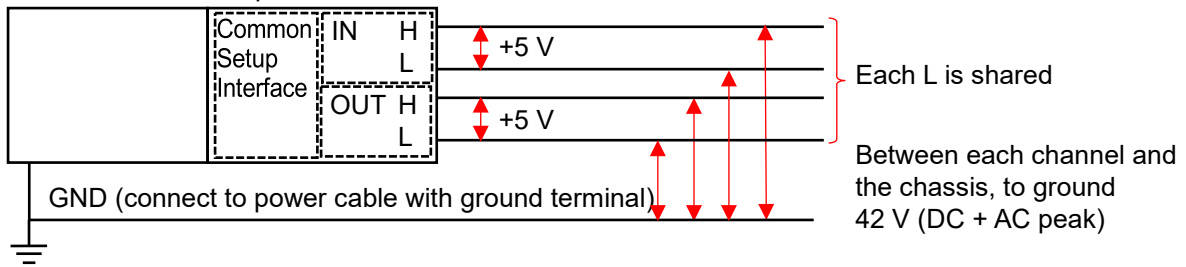 Common IN H
Setup L
Interface
OUT H
L
+5 V
+5 V
Each L is shared
Between each channel and
the chassis, to ground
42 V (DC + AC peak)
GND (connect to power cable with ground terminal)